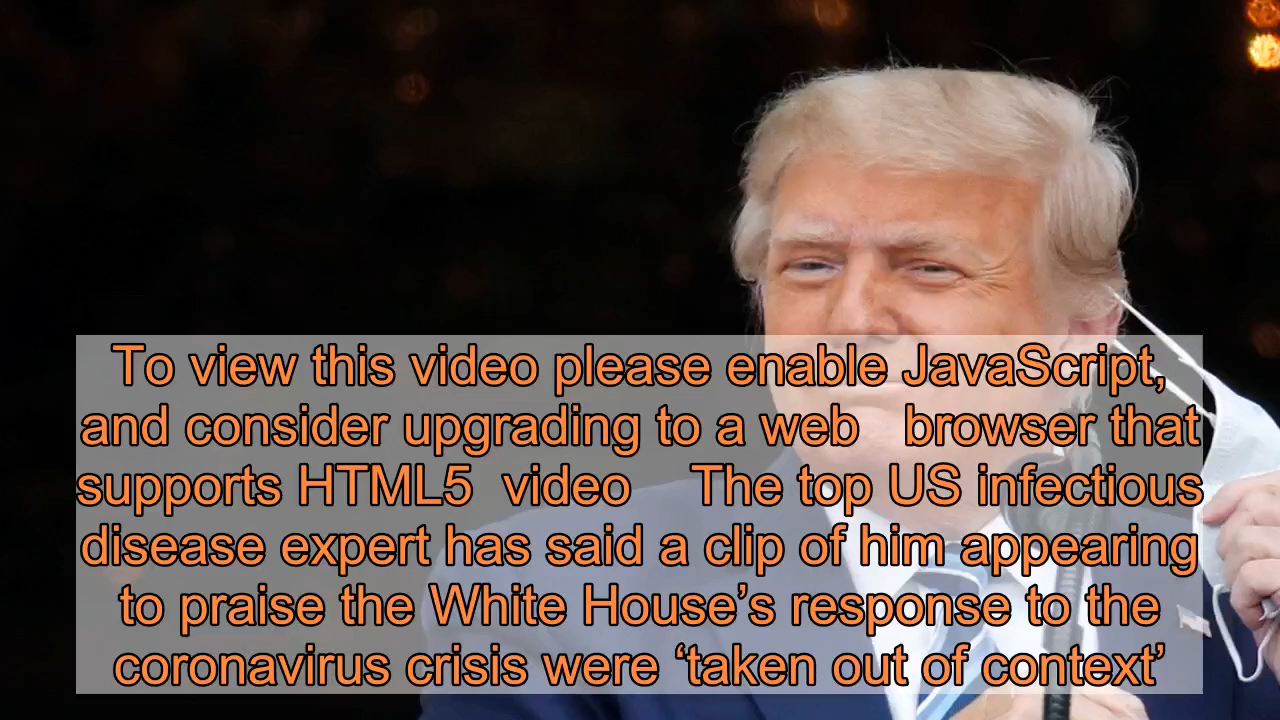 To view this video please enable JavaScript,
and consider upgrading to a web browser that
supports HTML5 video The top US infectious
disease expert has said a clip of him appearing
to praise the White House’s response to the
coronavirus crisis were ‘taken out of context’